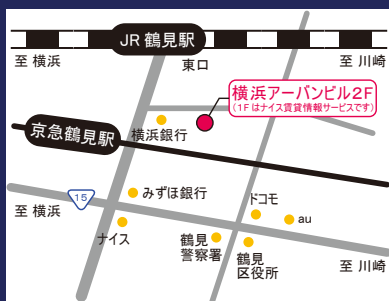 JR 鶴見駅
至 横浜
東口
至 川崎
横浜アーバンビル2F
(1Fはナイス賃貸情報サービスです)
京急鶴見駅
横浜銀行
15
みずほ銀行
至 横浜
ドコモ
au
ナイス
鶴見
警察署
鶴見
区役所
至 川崎